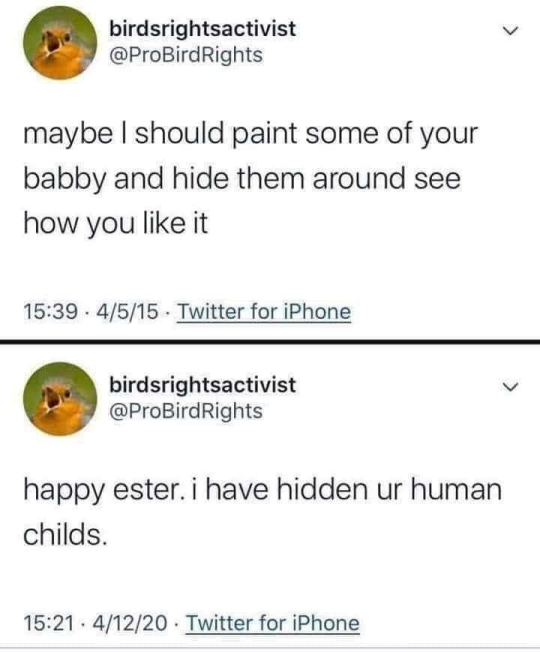 birdsrightsactivist
@ProBirdRights
maybe I should paint some of your
babby and hide them around see
how you like it
15:39 · 4/5/15 · Twitter for iPhone
birdsrightsactivist
@ProBirdRights
happy ester. i have hidden ur human
childs.
15:21 · 4/12/20 · Twitter for iPhone